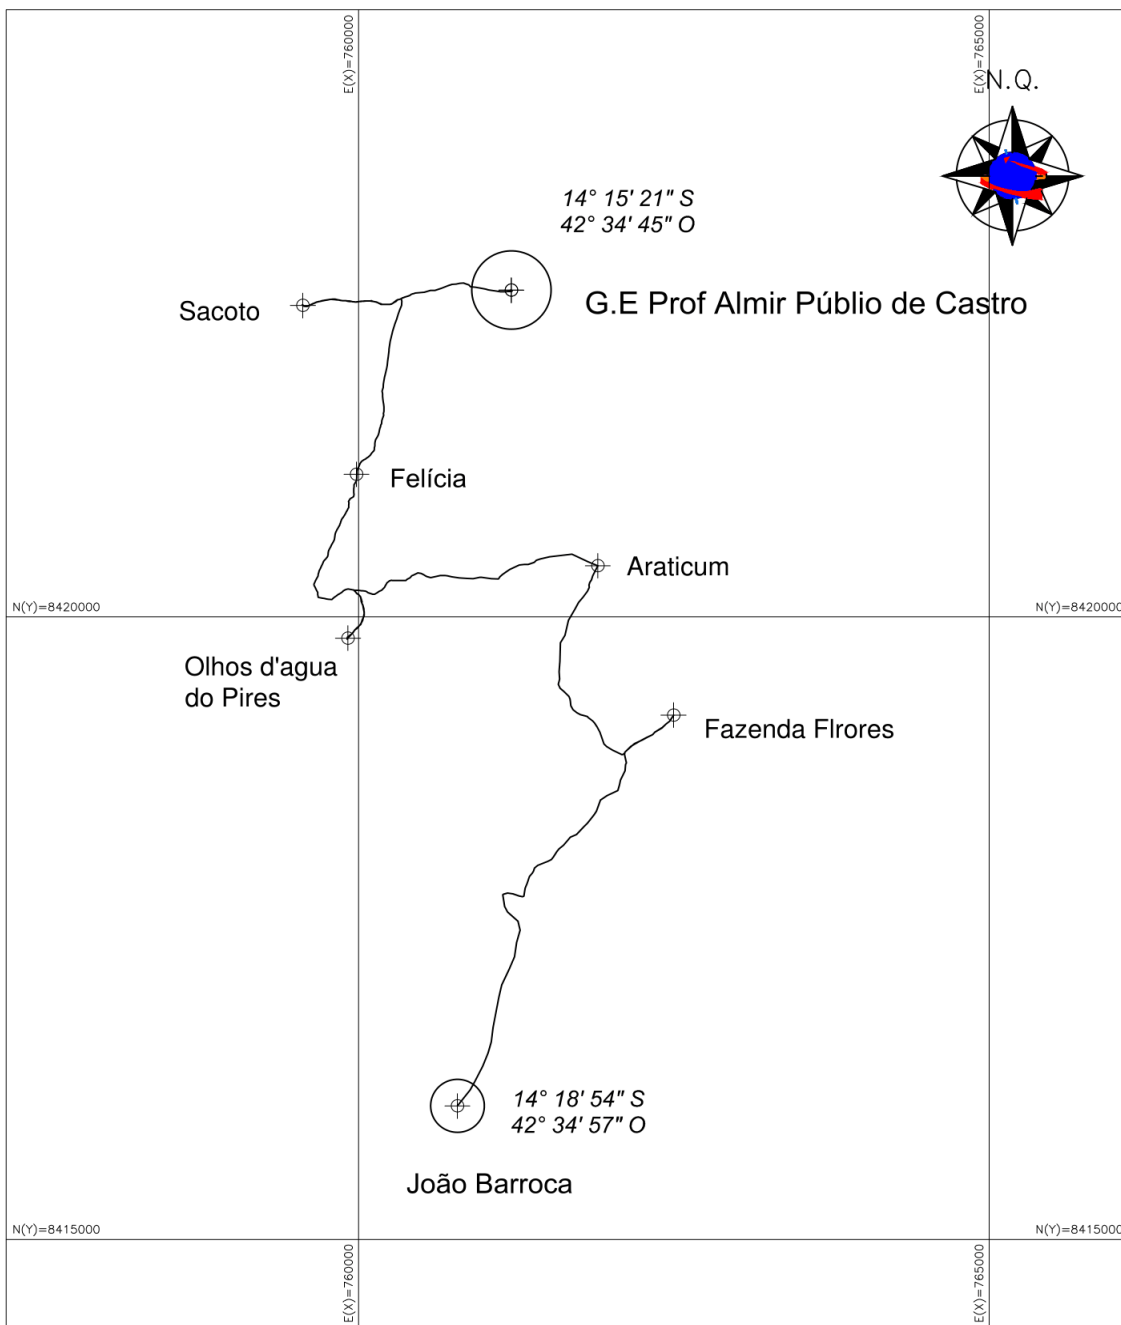 E(X)=760000
E(X)=765000
N.Q.
14° 15' 21" S
42° 34' 45" O
G.E Prof Almir Públio de Castro
Sacoto
Felícia
Araticum
N(Y)=8420000
N(Y)=8420000
Olhos d'agua
do Pires
Fazenda Flrores
14° 18' 54" S
42° 34' 57" O
João Barroca
N(Y)=8415000
N(Y)=8415000
E(X)=760000
E(X)=765000